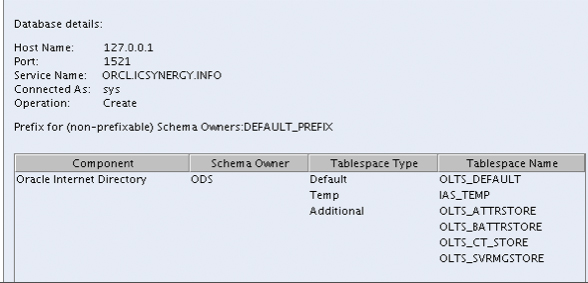 Database details:
Host Name: 127.0.0.1
Port: 1521
Service Name: ORCL.ICSYNERGY.INFO
Connected As: sys
Operation: Create
Prefix for (non-prefixable) Schema Owners:DEFAULT_PREFIX
Component Schema Owner Tablespace Type Tablespace Name
Oracle Internet Directory ODS Default OLTS_DEFAULT
Temp IAS_TEMP
Additional OLTS_ATTRSTORE
OLTS_BATTRSTORE
OLTS_CT_STORE
OLTS_SVRMGSTORE